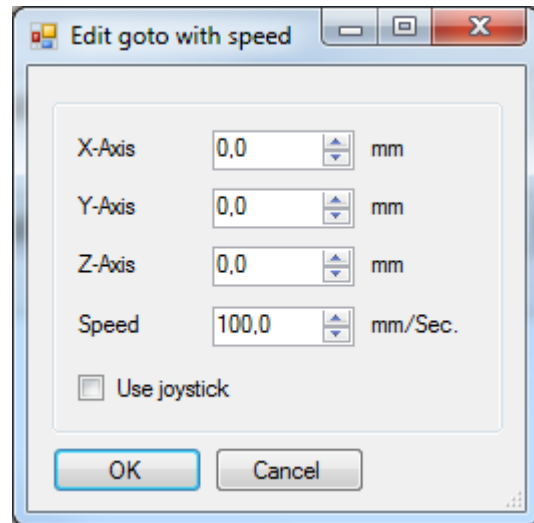 Edit goto with speed
X-Axis 0,0 mm
Y-Axis 0,0 mm
Z-Axis 0,0 mm
Speed 100,0 mm/Sec.
Use joystick
OK Cancel